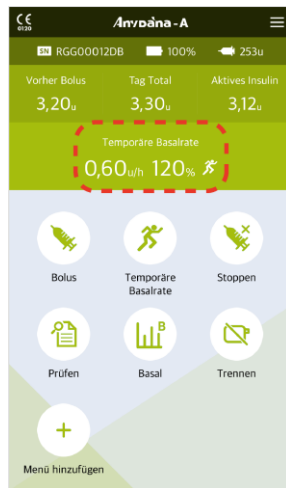 CE 0120 AnyDana-A
SN RGG00012DB 100% 253u
Vorher Bolus Tag Total Aktives Insulin
3,20u 3,30u 3,12u
Temporäre Basalrate
0,60u/h 120%
Bolus Temporäre Basalrate Stoppen
Prüfen B Basal Trennen
Menü hinzufügen